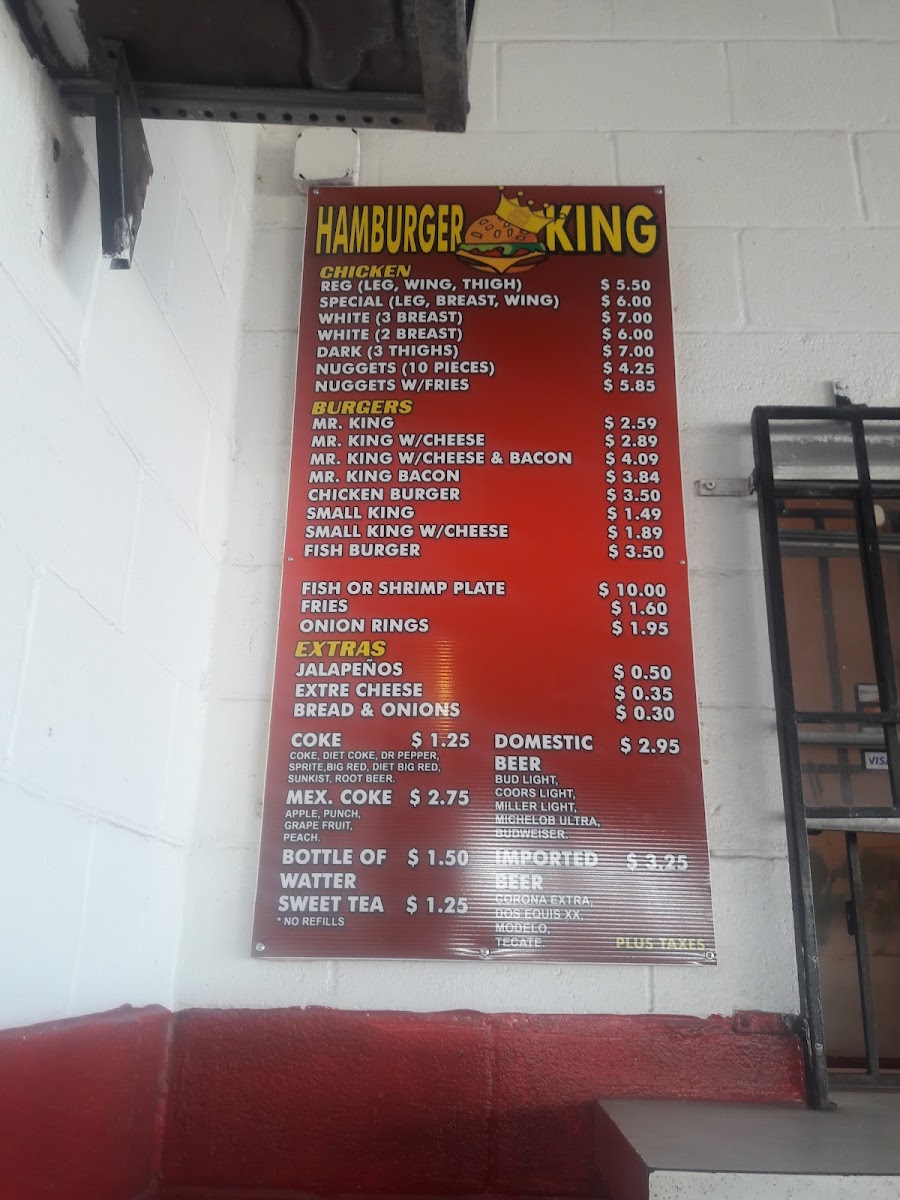 HAMBURGER KING
CHICKEN
REG (LEG, WING, THIGH) $ 5.50
SPECIAL (LEG, BREAST, WING) $ 6.00
WHITE (3 BREAST) $ 7.00
WHITE (2 BREAST) $ 6.00
DARK (3 THIGHS) $ 7.00
NUGGETS (10 PIECES) $ 4.25
NUGGETS W/FRIES $ 5.85
BURGERS
MR. KING $ 2.59
MR. KING W/CHEESE $ 2.89
MR. KING W/CHEESE & BACON $ 4.09
MR. KING BACON $ 3.84
CHICKEN BURGER $ 3.50
SMALL KING $ 1.49
SMALL KING W/CHEESE $ 1.89
FISH BURGER $ 3.50
FISH OR SHRIMP PLATE $ 10.00
FRIES $ 1.60
ONION RINGS $ 1.95
EXTRAS
JALAPEÑOS $ 0.50
EXTRE CHEESE $ 0.35
BREAD & ONIONS $ 0.30
COKE $ 1.25
COKE, DIET COKE, DR PEPPER,
SPRITE,BIG RED, DIET BIG RED,
SUNKIST, ROOT BEER.
MEX. COKE $ 2.75
APPLE, PUNCH,
GRAPE FRUIT,
PEACH.
BOTTLE OF $ 1.50
WATTER
SWEET TEA $ 1.25
* NO REFILLS
DOMESTIC $ 2.95
BEER
BUD LIGHT,
COORS LIGHT,
MILLER LIGHT,
MICHELOB ULTRA,
BUDWEISER.
IMPORTED $ 3.25
BEER
CORONA EXTRA,
DOS EQUIS XX,
MODELO,
TECATE.
PLUS TAXES
VISA